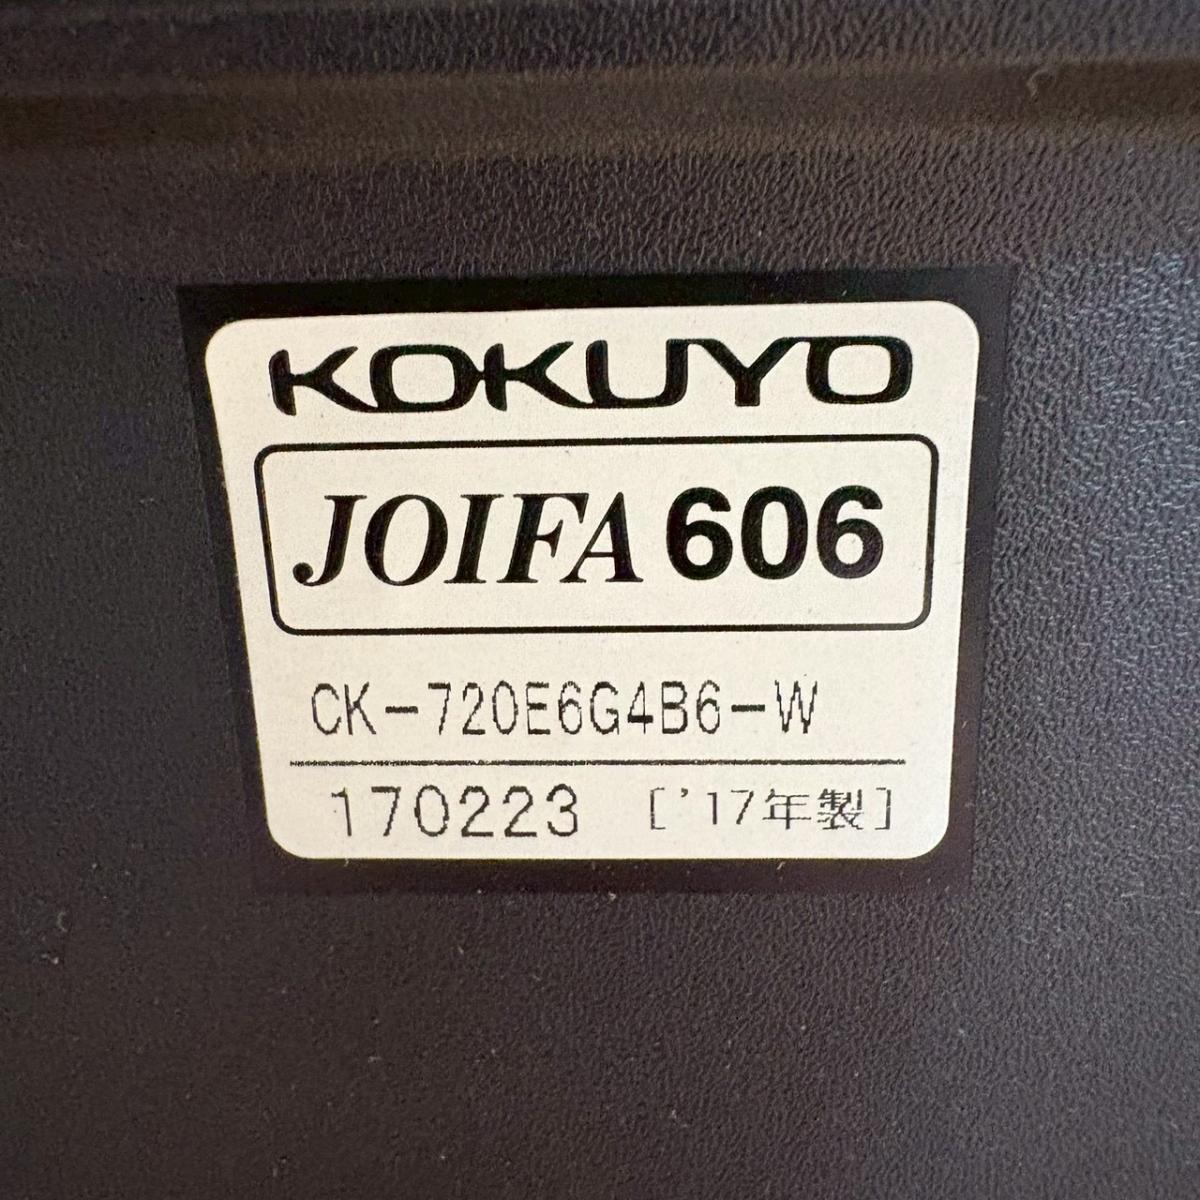 KOKUYO
JOIFA 606
CK-720E6G4B6-W
170223 ['17年製]